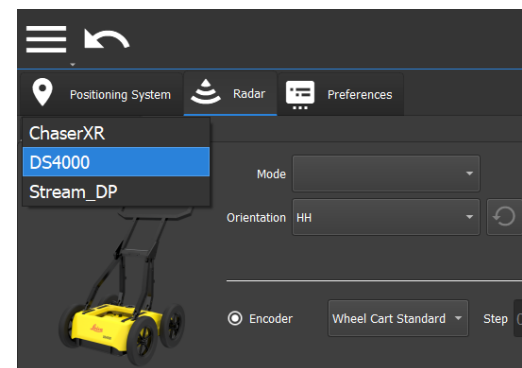 Positioning System
Radar
Preferences
ChaserXR
DS4000
Stream_DP
Mode
Orientation HH
Encoder Wheel Cart Standard Step